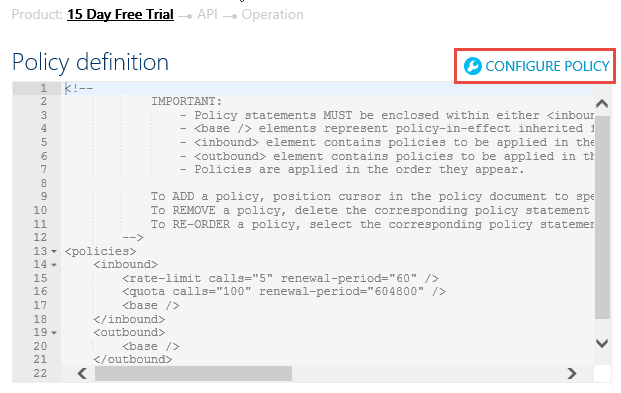 Product: 15 Day Free Trial → API → Operation
Policy definition
CONFIGURE POLICY
1 <!--
2 IMPORTANT:
3 - Policy statements MUST be enclosed within either <inboun
4 - <base /> elements represent policy-in-effect inherited f
5 - <inbound> element contains policies to be applied in the
6 - <outbound> element contains policies to be applied in th
7 - Policies are applied in the order they appear.
8
9 To ADD a policy, position cursor in the policy document to spe
10 To REMOVE a policy, delete the corresponding policy statement
11 To RE-ORDER a policy, select the corresponding policy statemen
12 -->
13 <policies>
14 <inbound>
15 <rate-limit calls="5" renewal-period="60" />
16 <quota calls="100" renewal-period="604800" />
17 <base />
18 </inbound>
19 <outbound>
20 <base />
21 </outbound>
22